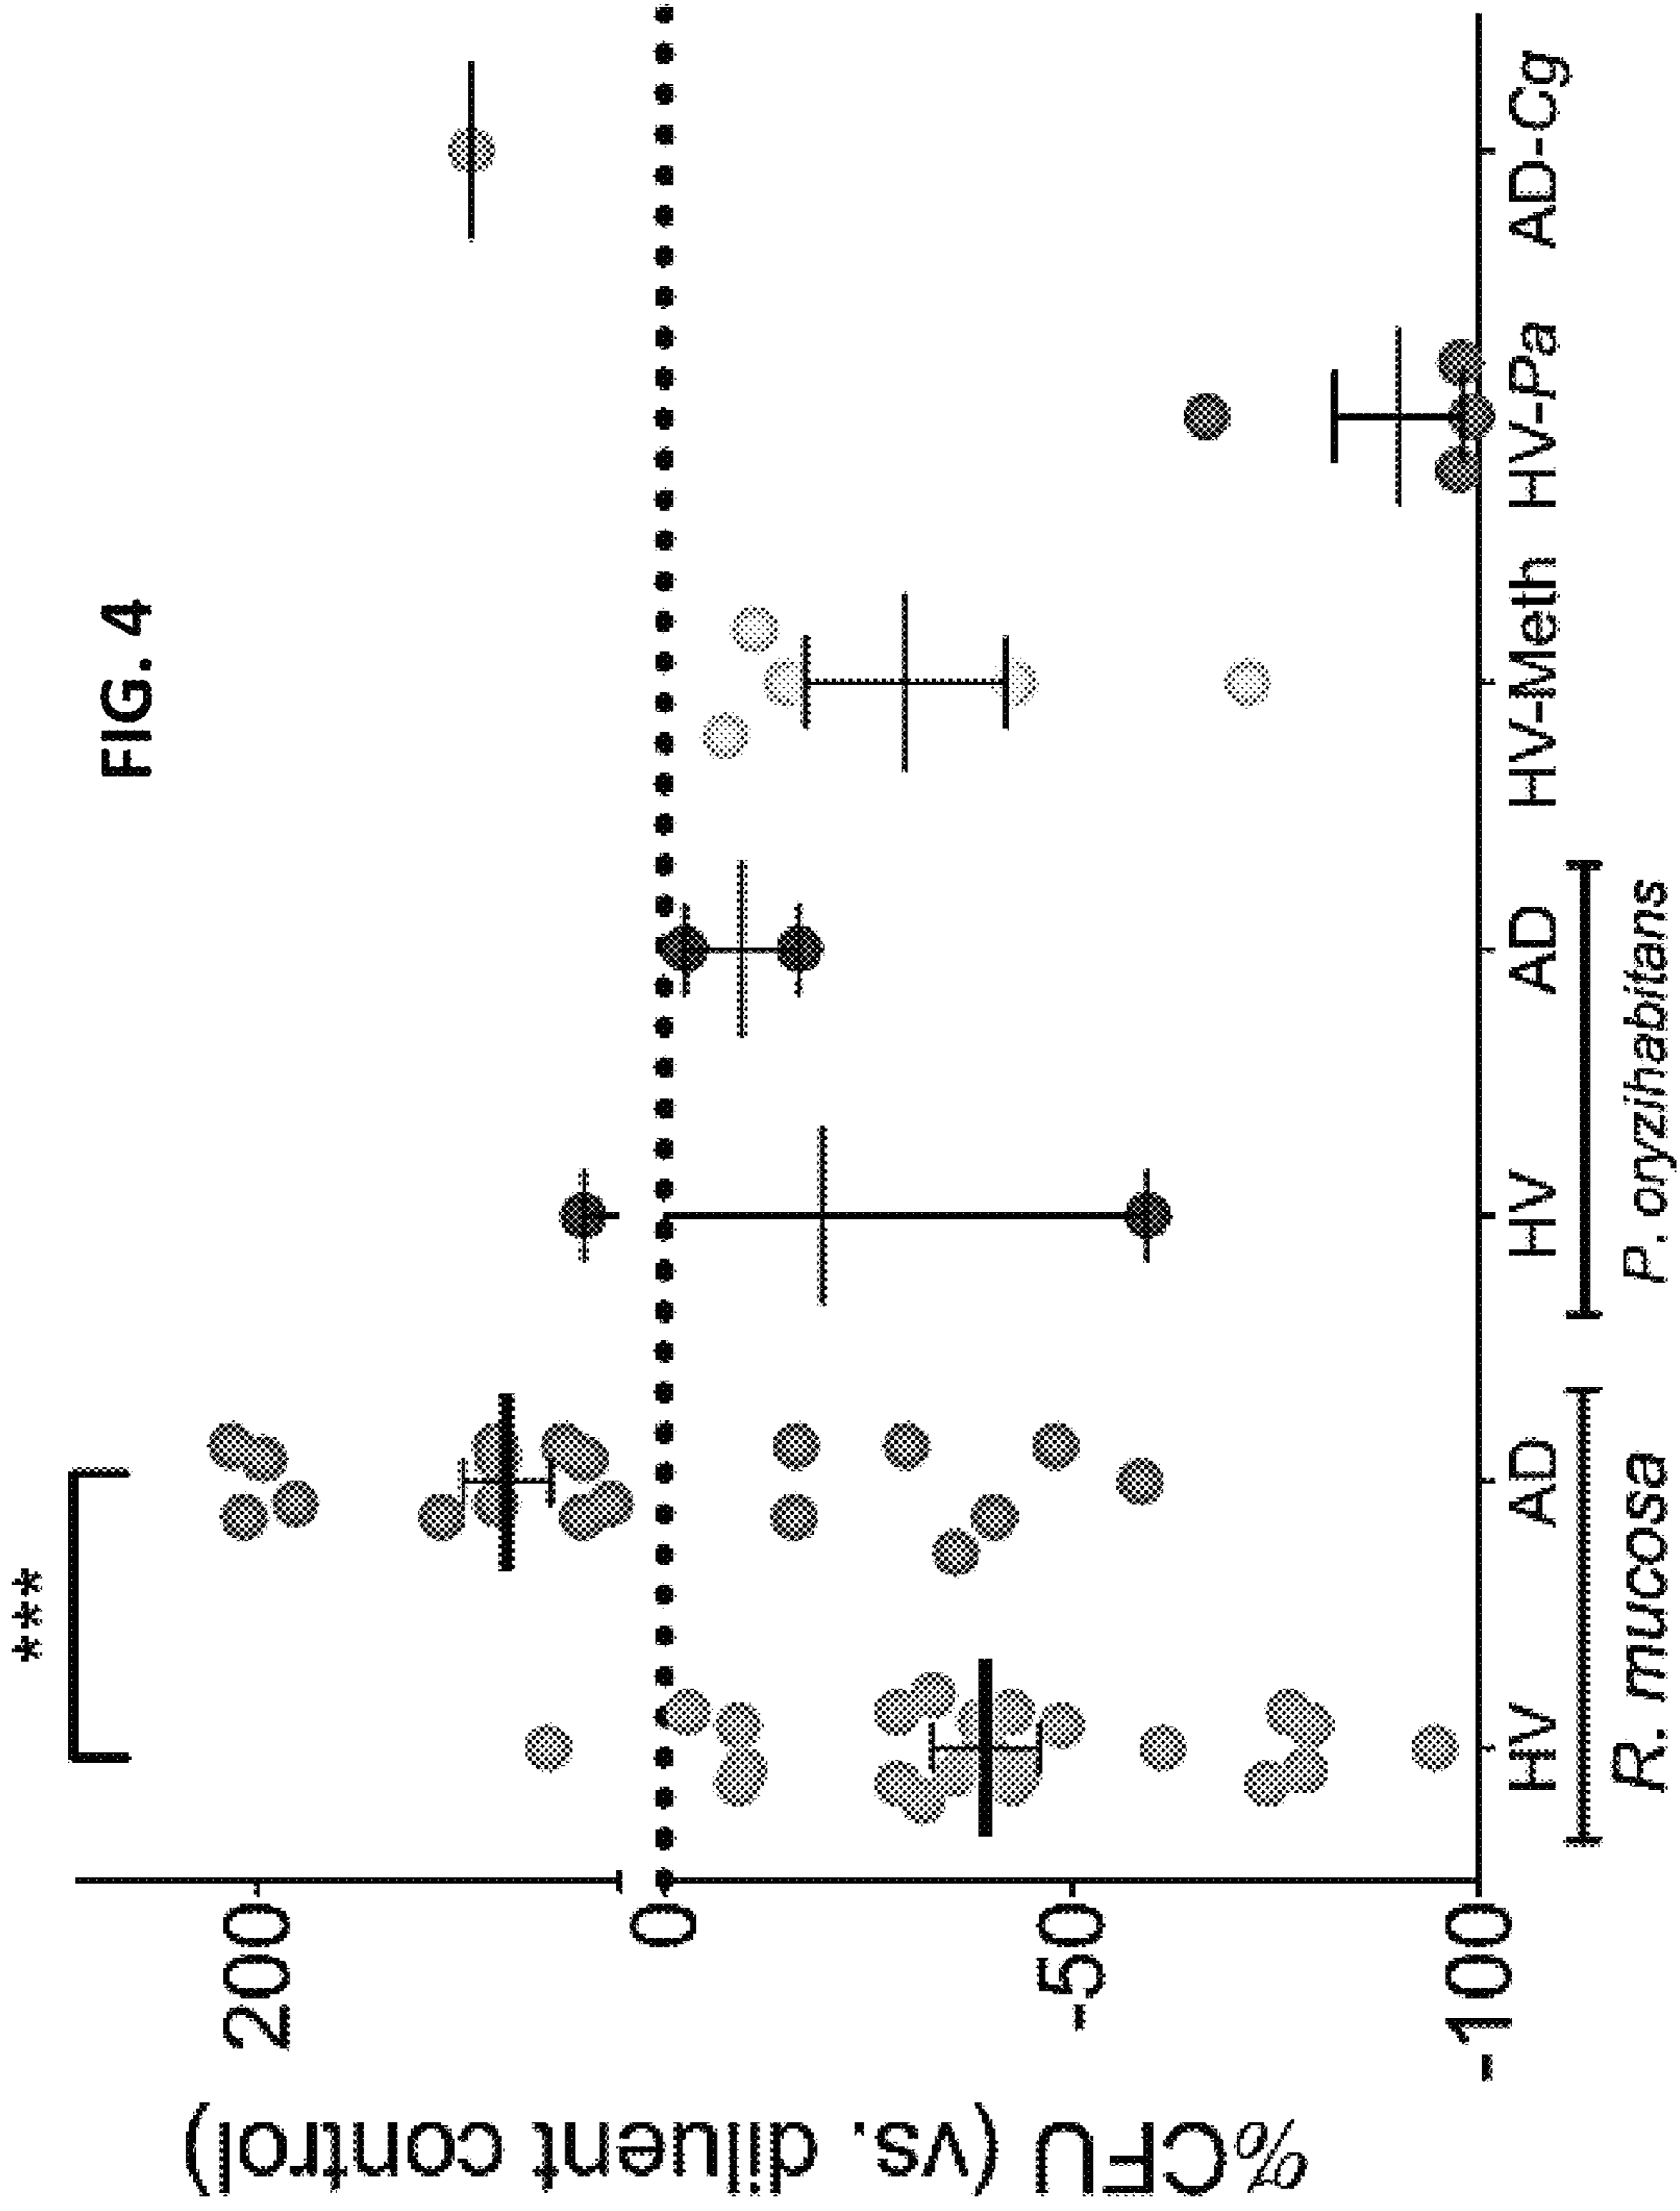 FIG. 4
***
%CFU (vs. diluent control)
200
0
-50
-100
HV AD HV AD HV-Meth HV-Pa AD-Cg
R. mucosa P. oryzihabitans